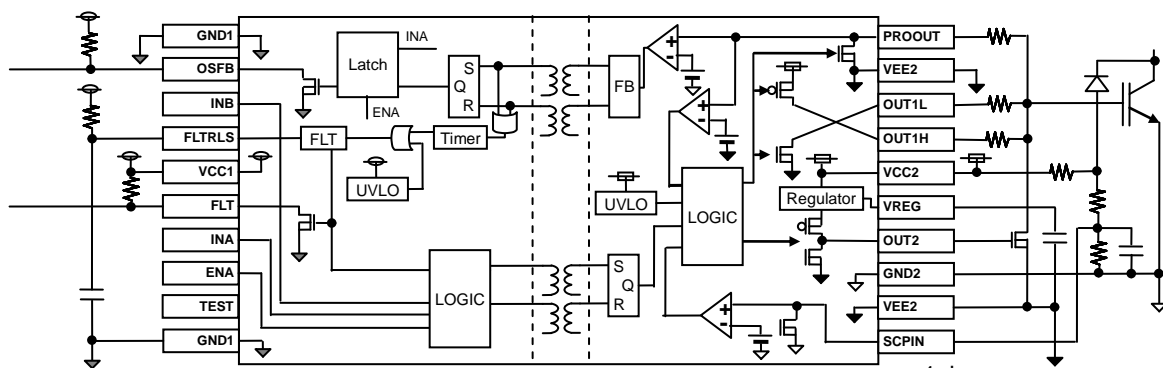 GND1
OSFB
INB
FLTRLS
VCC1
FLT
INA
ENA
TEST
GND1
INA
Latch
ENA
S
Q
R
FLT
Timer
UVLO
LOGIC
FB
+
-
+
-
UVLO
LOGIC
Regulator
S
Q
R
+
-
PROOUT
VEE2
OUT1L
OUT1H
VCC2
VREG
OUT2
GND2
VEE2
SCPIN